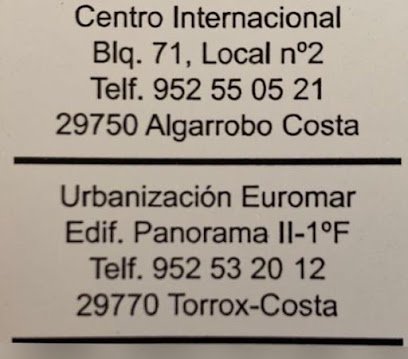 Centro Internacional
Blq. 71, Local nº2
Telf. 952 55 05 21
29750 Algarrobo Costa
Urbanización Euromar
Edif. Panorama II-1ºF
Telf. 952 53 20 12
29770 Torrox-Costa